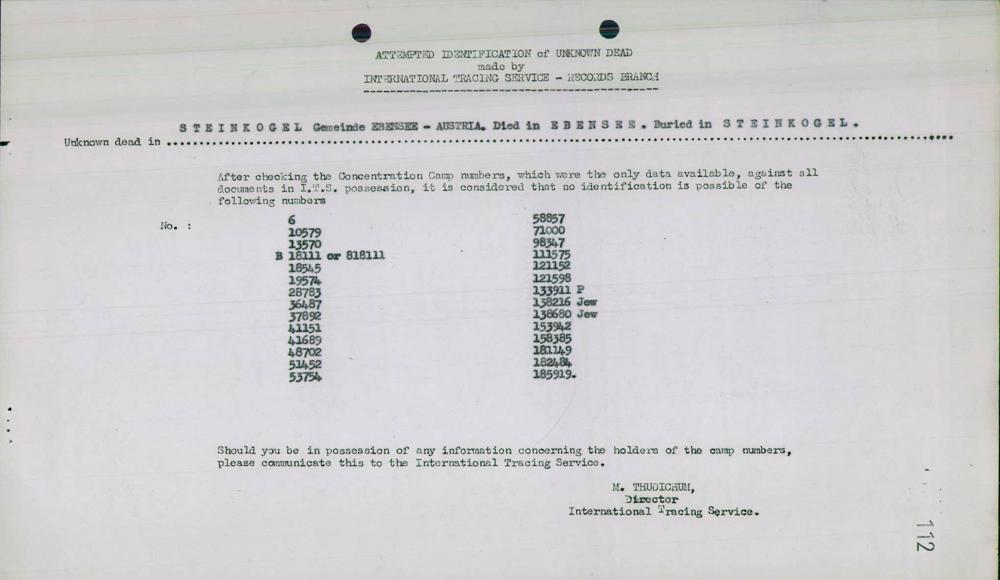 ATTEMPTED IDENTIFICATION of UNKNOWN DEAD
made by
INTERNATIONAL TRACING SERVICE - RECORDS BRANCH
STEINKOGEL Gemeinde EBENSEE - AUSTRIA. Died in EBENSEE. Buried in STEINKOGEL.
Unknown dead in
After checking the Concentration Camp numbers, which were the only data available, against all
documents in I.T.S. possession, it is considered that no identification is possible of the
following numbers
No. :
6
10579
13570
B 18111 or 818111
18545
19574
28783
36487
37892
41151
41689
48702
51452
53754
58857
71000
98347
111575
121152
121598
133911 P
138216 Jew
138680 Jew
153942
158385
181149
182484
185919.
Should you be in possession of any information concerning the holders of the camp numbers,
please communicate this to the International Tracing Service.
M. THUDICHUM,
Director
International Tracing Service.
112